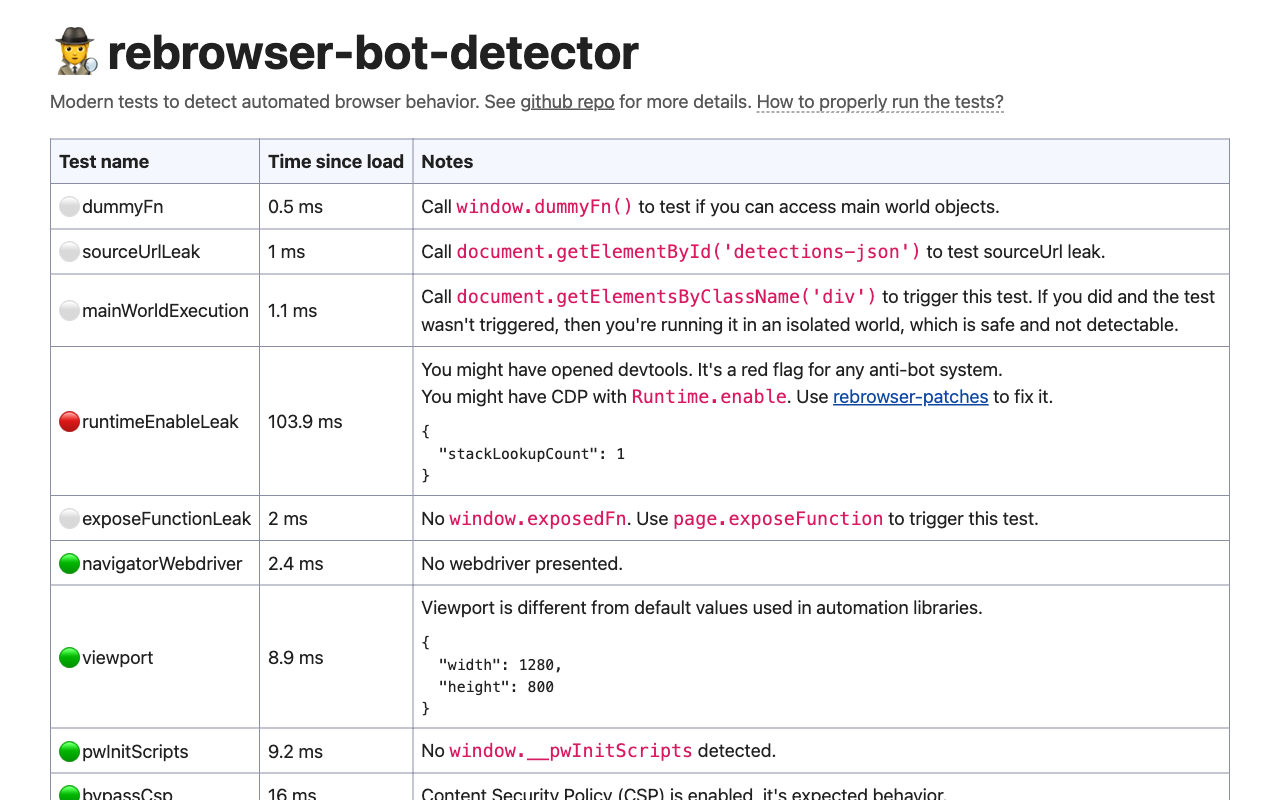 rebrowser-bot-detector
Modern tests to detect automated browser behavior. See github repo for more details. How to properly run the tests?
Test name Time since load Notes
dummyFn 0.5 ms Call window.dummyFn() to test if you can access main world objects.
sourceUrlLeak 1 ms Call document.getElementById('detections-json') to test sourceUrl leak.
mainWorldExecution 1.1 ms Call document.getElementsByClassName('div') to trigger this test. If you did and the test
wasn't triggered, then you're running it in an isolated world, which is safe and not detectable.
runtimeEnableLeak 103.9 ms You might have opened devtools. It's a red flag for any anti-bot system.
You might have CDP with Runtime.enable. Use rebrowser-patches to fix it.
{
"stackLookupCount": 1
}
exposeFunctionLeak 2 ms No window.exposedFn. Use page.exposeFunction to trigger this test.
navigatorWebdriver 2.4 ms No webdriver presented.
viewport 8.9 ms Viewport is different from default values used in automation libraries.
{
"width": 1280,
"height": 800
}
pwInitScripts 9.2 ms No window.__pwInitScripts detected.
bypassCsp 16 ms Content Security Policy (CSP) is enabled, it's expected behavior.